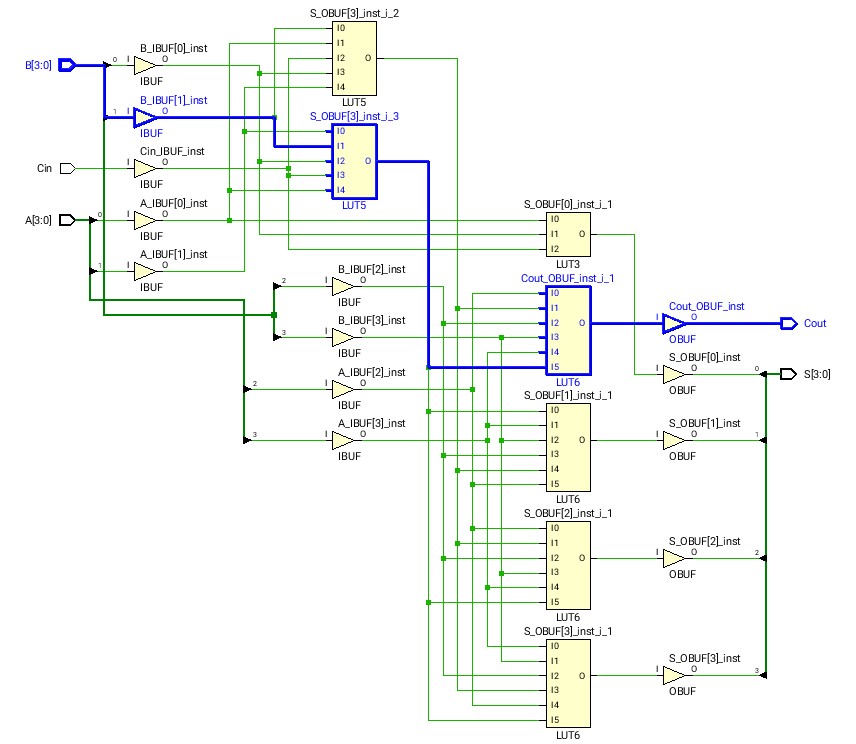 S_OBUF[3]_inst_i_2
I0
I1
I2
I3
I4
O
LUT5
B[3:0]
0
B_IBUF[0]_inst
I
O
IBUF
1
B_IBUF[1]_inst
I
O
IBUF
S_OBUF[3]_inst_i_3
I0
I1
I2
I3
I4
O
LUT5
Cin
Cin_IBUF_inst
I
O
IBUF
A[3:0]
0
A_IBUF[0]_inst
I
O
IBUF
1
A_IBUF[1]_inst
I
O
IBUF
S_OBUF[0]_inst_i_1
I0
I1
I2
O
LUT3
2
B_IBUF[2]_inst
I
O
IBUF
3
B_IBUF[3]_inst
I
O
IBUF
2
A_IBUF[2]_inst
I
O
IBUF
3
A_IBUF[3]_inst
I
O
IBUF
Cout_OBUF_inst_i_1
I0
I1
I2
I3
I4
I5
O
LUT6
Cout_OBUF_inst
I
O
OBUF
Cout
S_OBUF[0]_inst
I
O
OBUF
0
S[3:0]
S_OBUF[1]_inst_i_1
I0
I1
I2
I3
I4
I5
O
LUT6
S_OBUF[1]_inst
I
O
OBUF
1
S_OBUF[2]_inst_i_1
I0
I1
I2
I3
I4
I5
O
LUT6
S_OBUF[2]_inst
I
O
OBUF
2
S_OBUF[3]_inst_i_1
I0
I1
I2
I3
I4
I5
O
LUT6
S_OBUF[3]_inst
I
O
OBUF
3